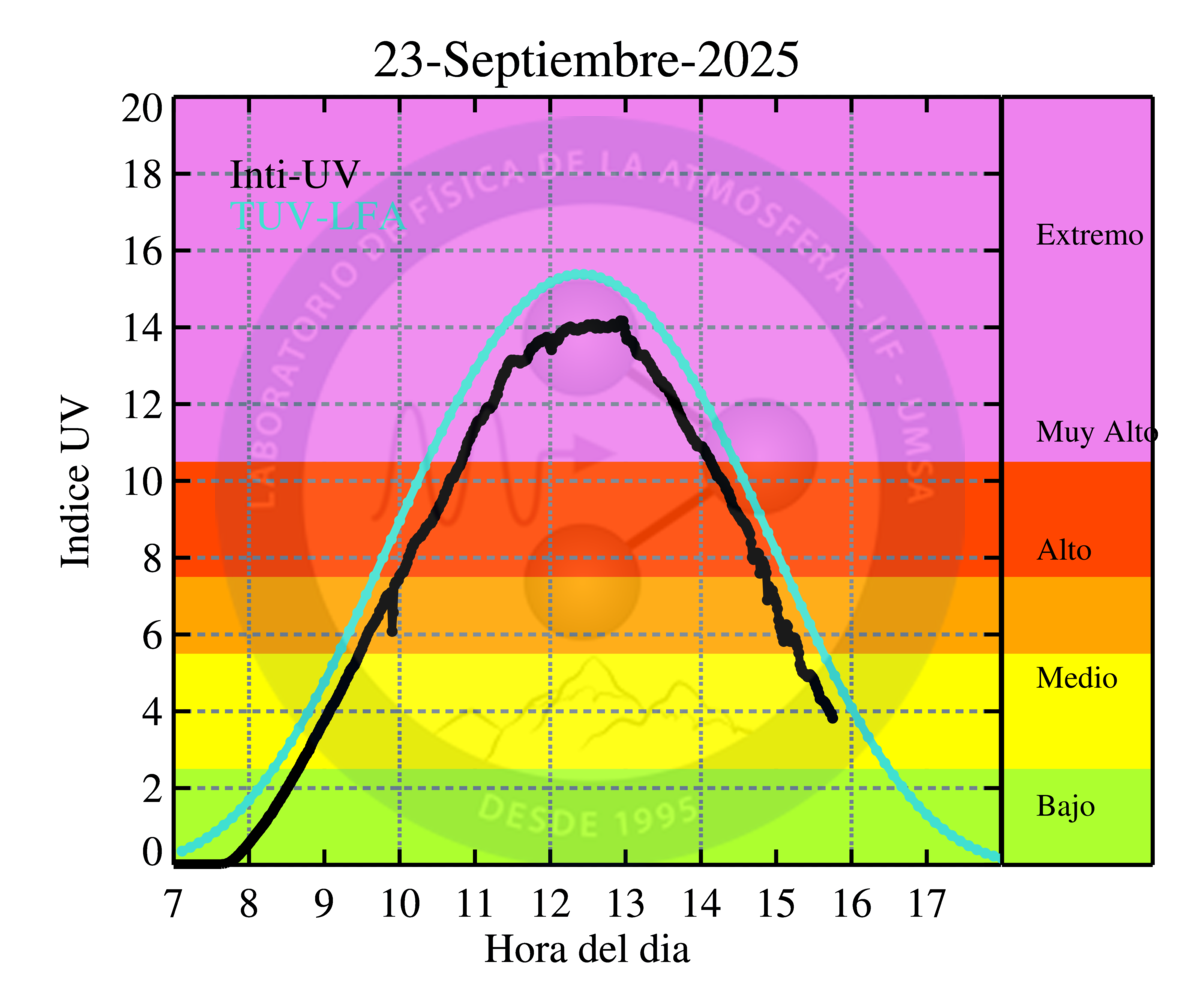 23-Septiembre-2025
Inti-UV
TUV-LFA
LABORATORIO DE FÍSICA DE LA ATMÓSFERA - IIF - UMSA
DESDE 1995
Indice UV
20
18
16
14
12
10
8
6
4
2
0
Extremo
Muy Alto
Alto
Medio
Bajo
7 8 9 10 11 12 13 14 15 16 17
Hora del dia